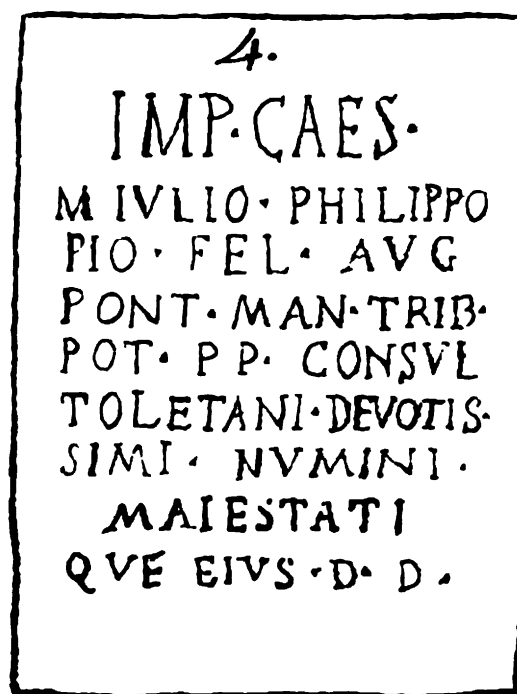 4.
IMP·CAES·
M IVLIO · PHILIPPO
PIO · FEL · AVG
PONT · MAN · TRIB·
POT · P P · CONSVL
TOLETANI · DEVOTIS·
SIMI · NVMINI ·
MAIESTATI
QVE EIVS · D · D .